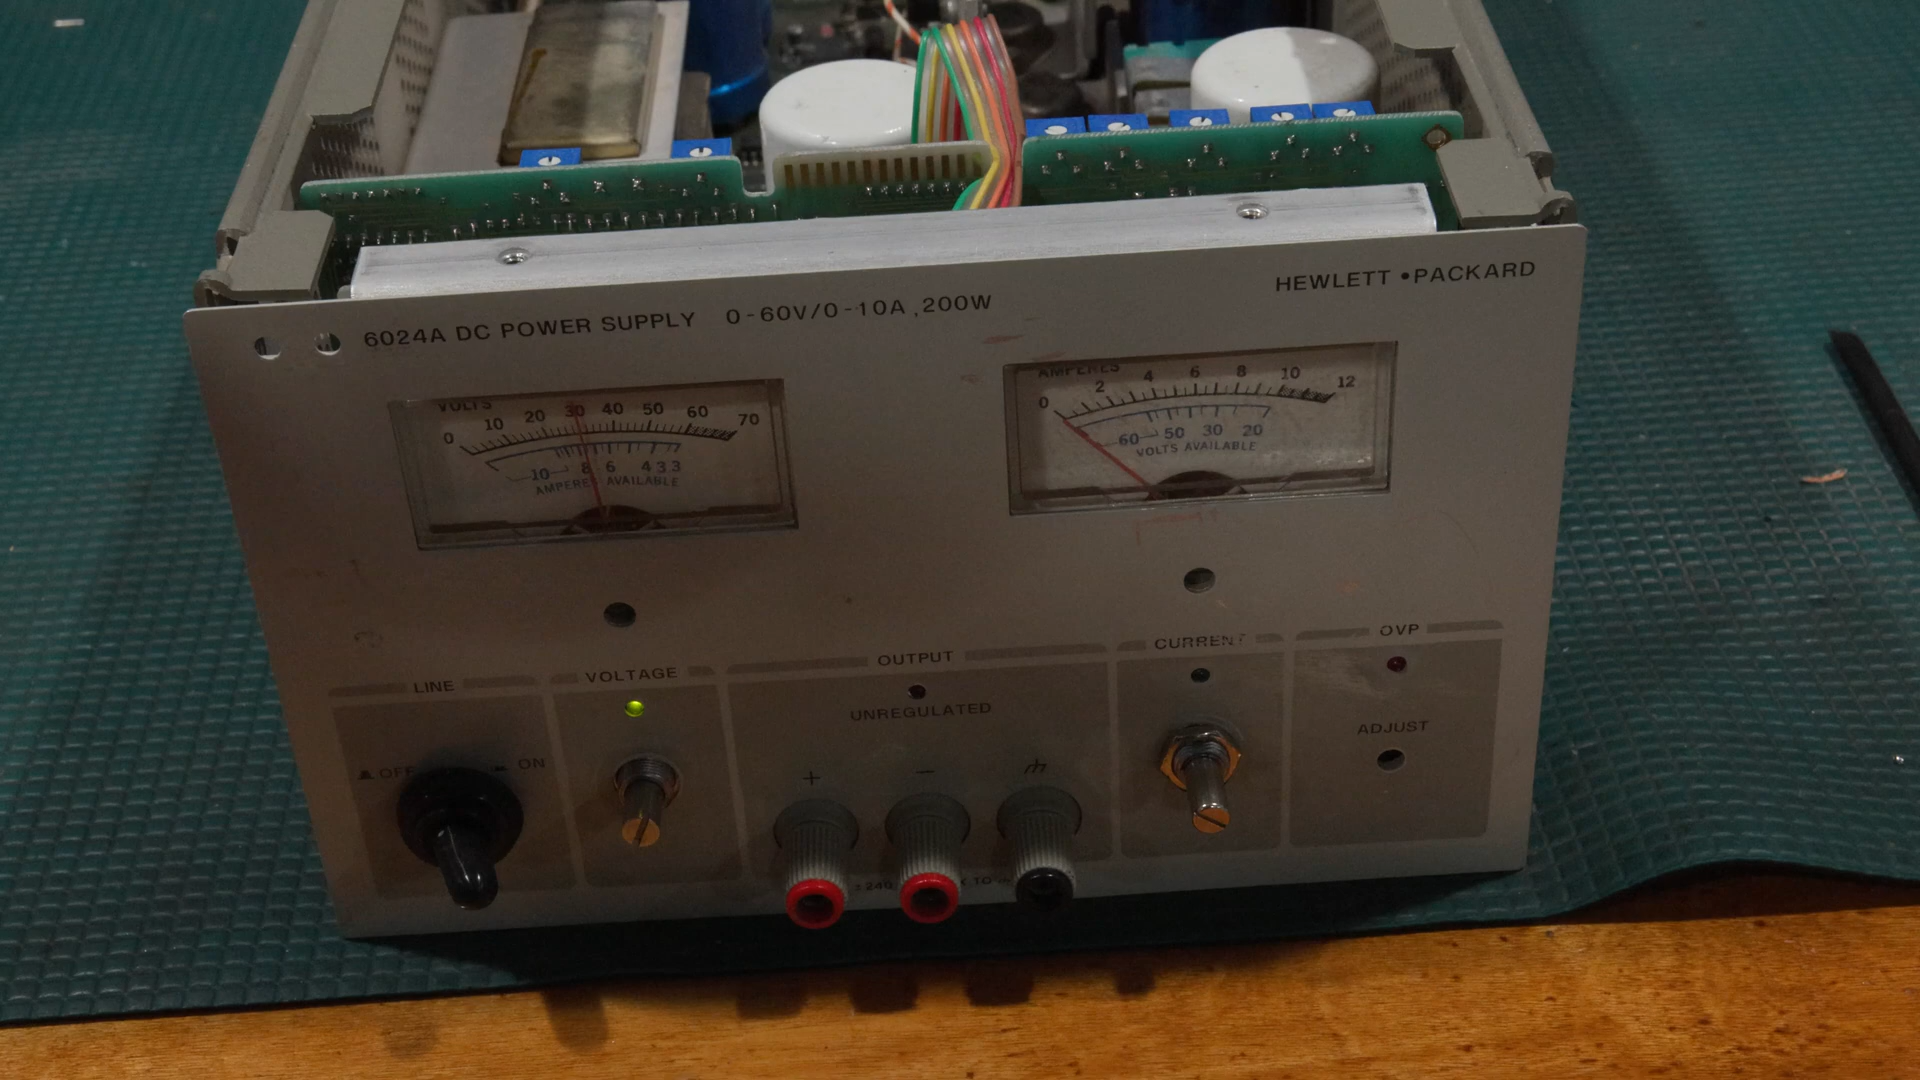 HEWLETT•PACKARD
6024A DC POWER SUPPLY 0-60V/0-10A,200W
VOLTS
0 10 20 30 40 50 60 70
10 8 6 4 3 3
AMPERES AVAILABLE
AMPERES
0 2 4 6 8 10 12
60 50 30 20
VOLTS AVAILABLE
LINE
OFF ON
VOLTAGE
OUTPUT
UNREGULATED
+ −
CURRENT
OVP
ADJUST